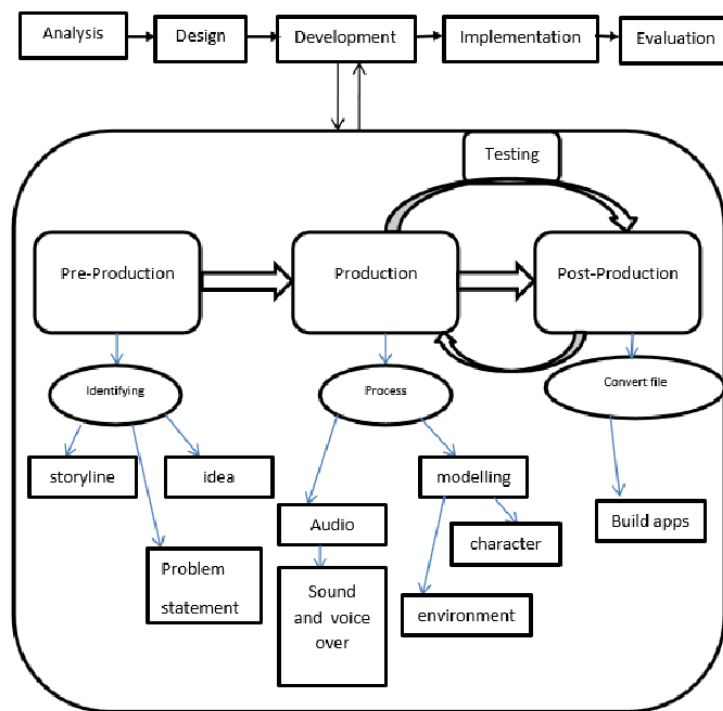 Analysis
Design
Development
Implementation
Evaluation
Testing
Pre-Production
Production
Post-Production
Identifying
Process
Convert file
storyline
idea
modelling
Audio
Build apps
character
Problem
statement
Sound
and voice
over
environment